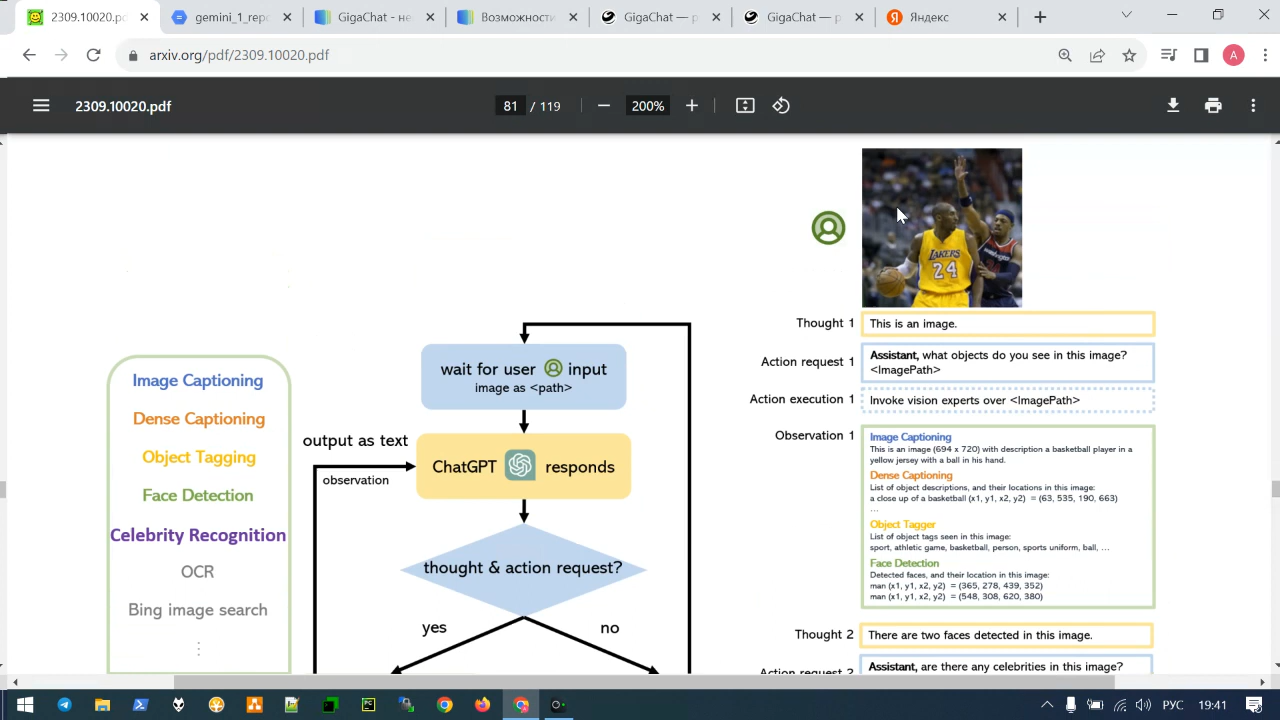 gemini_1_repo
GigaChat - не
Возможности
GigaChat — р
GigaChat — р
Яндекс
arxiv.org/pdf/2309.10020.pdf
A
2309.10020.pdf
81 / 119
200%
LAKERS
24
Thought 1
This is an image.
Action request 1
Assistant, what objects do you see in this image?
<ImagePath>
Action execution 1
Invoke vision experts over <ImagePath>
Observation 1
Image Captioning
This is an image (694 x 720) with description a basketball player in a
yellow jersey with a ball in his hand.
Dense Captioning
List of object descriptions, and their locations in this image:
a close up of a basketball (x1, y1, x2, y2) = (63, 535, 190, 663)
...
Object Tagger
List of object tags seen in this image:
sport, athletic game, basketball, person, sports uniform, ball, ...
Face Detection
Detected faces, and their location in this image:
man (x1, y1, x2, y2) = (365, 278, 439, 352)
man (x1, y1, x2, y2) = (548, 308, 620, 380)
Thought 2
There are two faces detected in this image.
Action request 2
Assistant, are there any celebrities in this image?
wait for user input
image as <path>
ChatGPT responds
thought & action request?
yes
no
output as text
observation
Image Captioning
Dense Captioning
Object Tagging
Face Detection
Celebrity Recognition
OCR
Bing image search
⋮
РУС
19:41